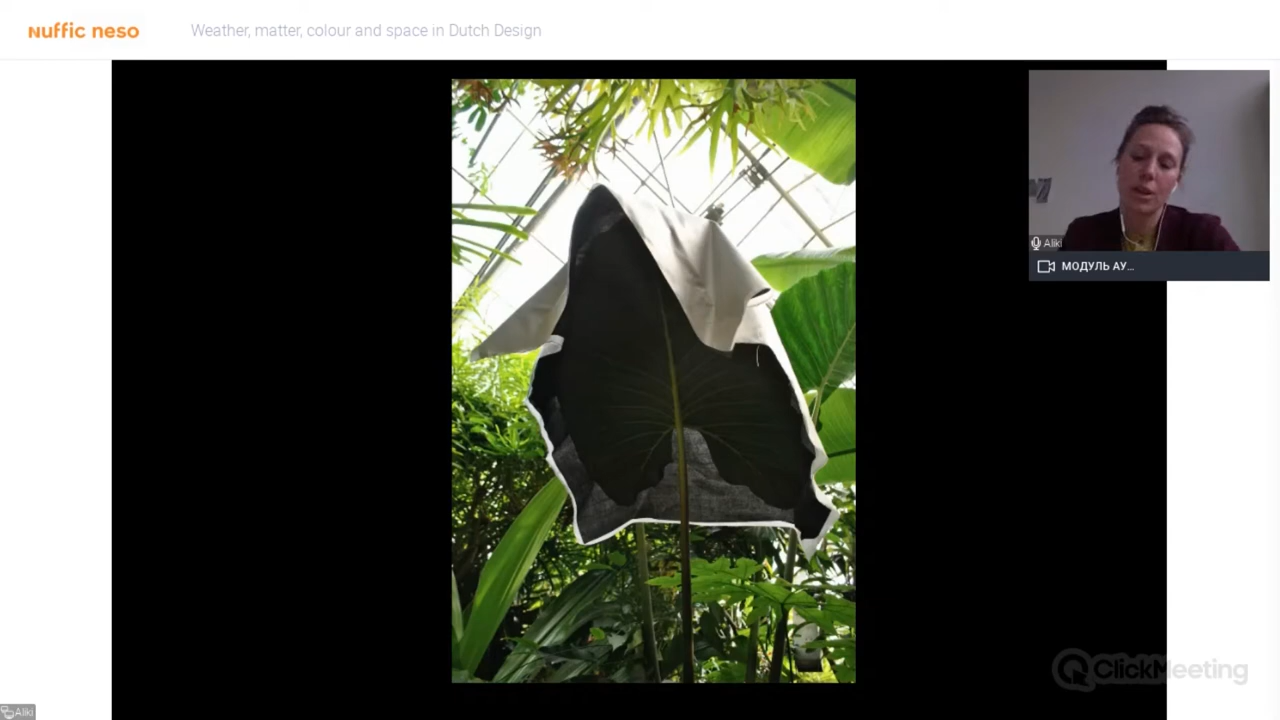 nuffic neso
Weather, matter, colour and space in Dutch Design
Aliki
МОДУЛЬ АУ...
ClickMeeting
Aliki